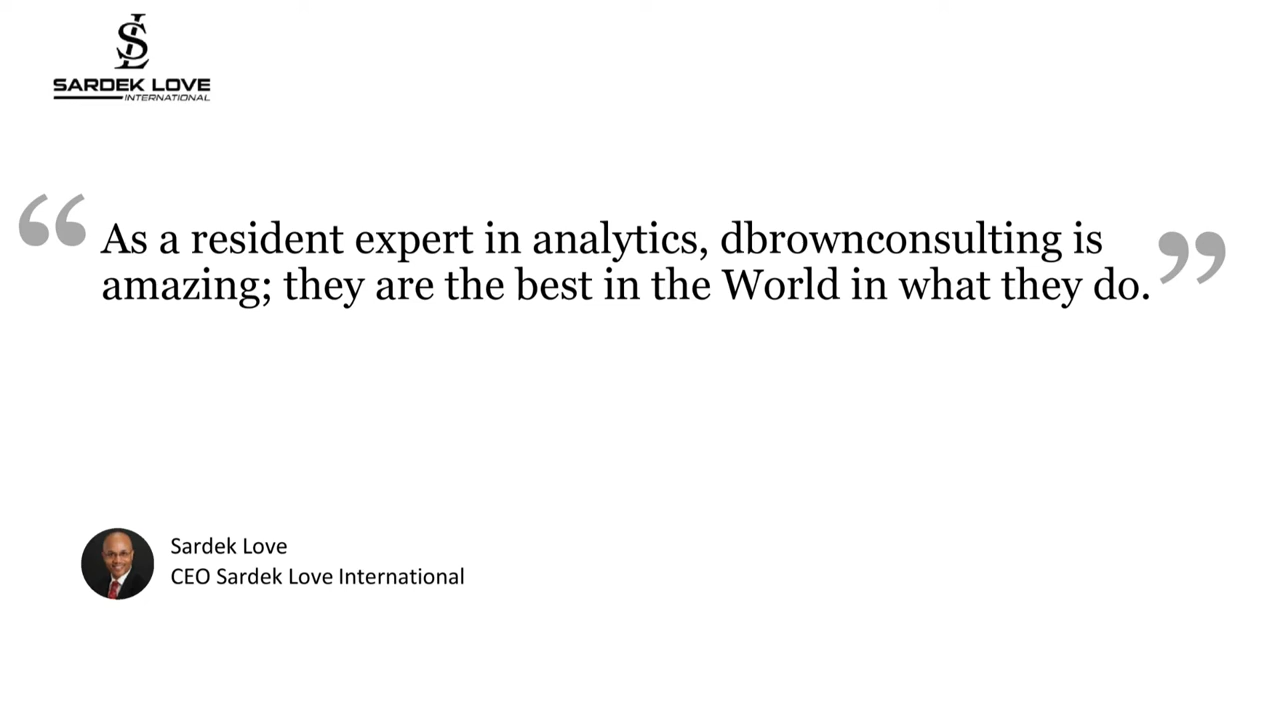 SL
SARDEK LOVE
INTERNATIONAL
“As a resident expert in analytics, dbrownconsulting is
amazing; they are the best in the World in what they do.”
Sardek Love
CEO Sardek Love International